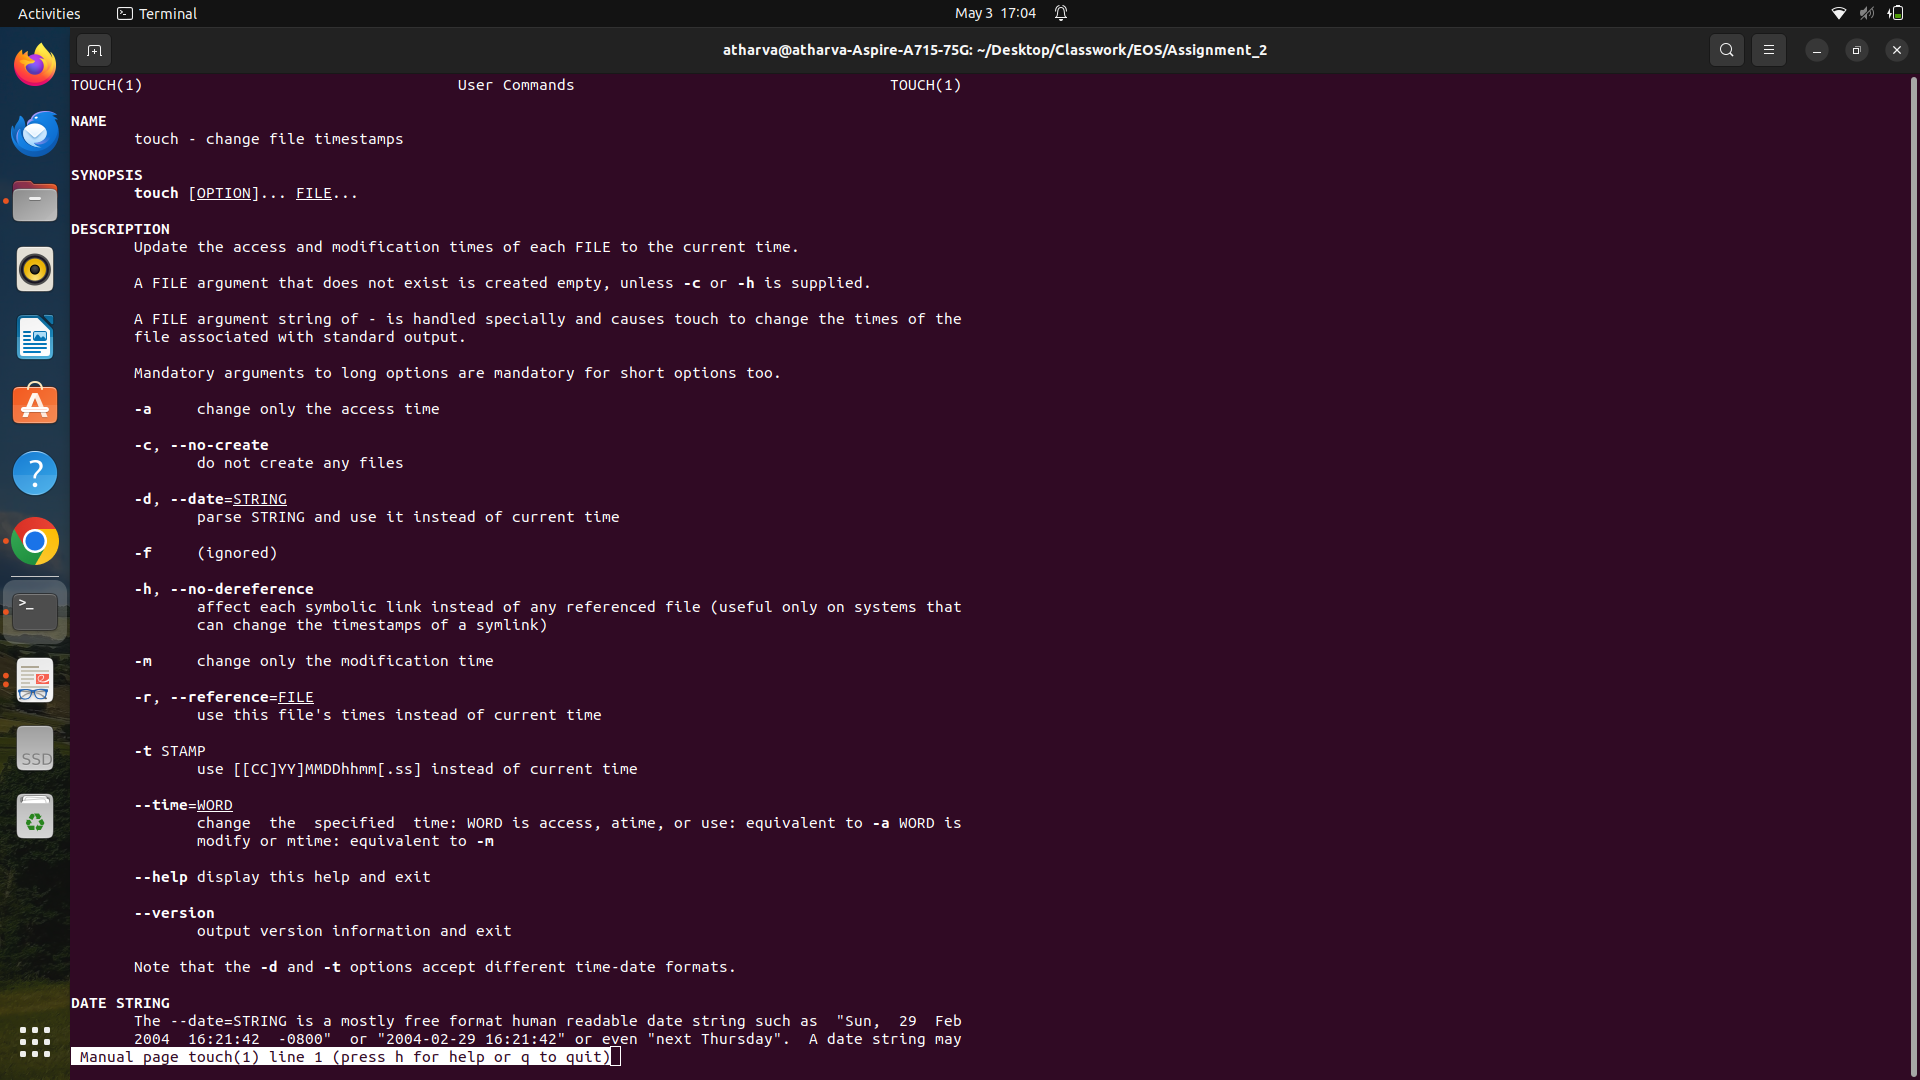 Activities Terminal May 3 17:04
atharva@atharva-Aspire-A715-75G: ~/Desktop/Classwork/EOS/Assignment_2
TOUCH(1) User Commands TOUCH(1)
NAME
touch - change file timestamps
SYNOPSIS
touch [OPTION]... FILE...
DESCRIPTION
Update the access and modification times of each FILE to the current time.
A FILE argument that does not exist is created empty, unless -c or -h is supplied.
A FILE argument string of - is handled specially and causes touch to change the times of the
file associated with standard output.
Mandatory arguments to long options are mandatory for short options too.
-a change only the access time
-c, --no-create
do not create any files
-d, --date=STRING
parse STRING and use it instead of current time
-f (ignored)
-h, --no-dereference
affect each symbolic link instead of any referenced file (useful only on systems that
can change the timestamps of a symlink)
-m change only the modification time
-r, --reference=FILE
use this file's times instead of current time
-t STAMP
use [[CC]YY]MMDDhhmm[.ss] instead of current time
--time=WORD
change the specified time: WORD is access, atime, or use: equivalent to -a WORD is
modify or mtime: equivalent to -m
--help display this help and exit
--version
output version information and exit
Note that the -d and -t options accept different time-date formats.
DATE STRING
The --date=STRING is a mostly free format human readable date string such as "Sun, 29 Feb
2004 16:21:42 -0800" or "2004-02-29 16:21:42" or even "next Thursday". A date string may
Manual page touch(1) line 1 (press h for help or q to quit)
>_
SSD